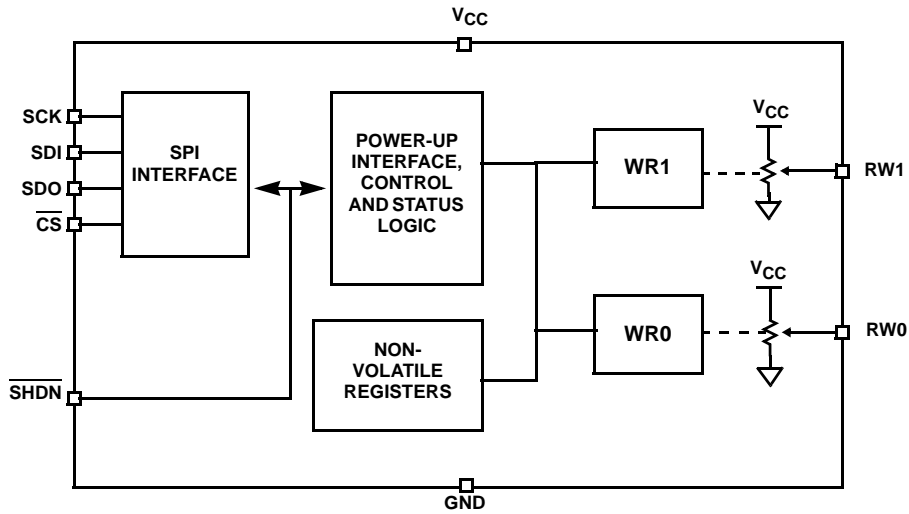 VCC
SCK
SDI
SDO
CS
SHDN
SPI
INTERFACE
POWER-UP
INTERFACE,
CONTROL
AND STATUS
LOGIC
NON-
VOLATILE
REGISTERS
WR1
VCC
RW1
WR0
VCC
RW0
GND